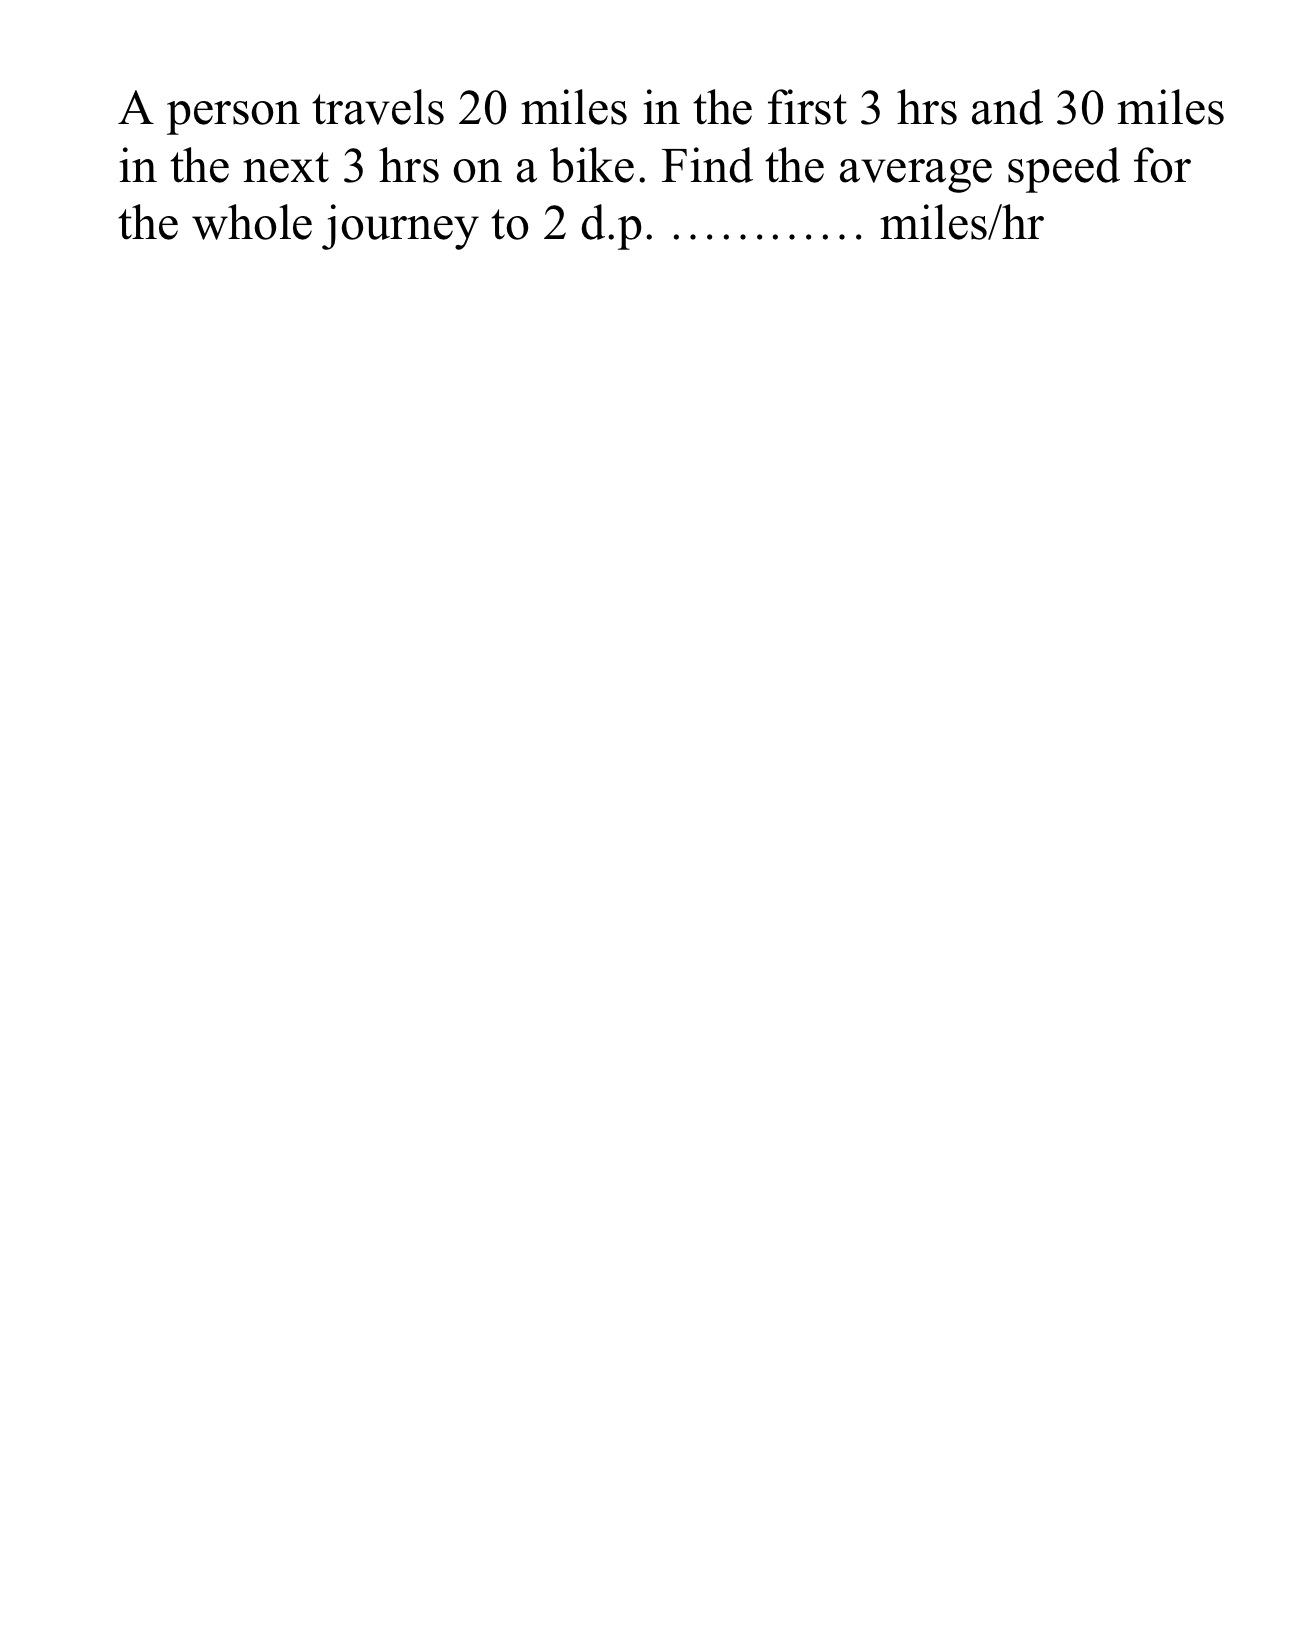 A person travels 20 miles in the first 3 hrs and 30 miles
in the next 3 hrs on a bike. Find the average speed for
the whole journey to 2 d.p. ………… miles/hr